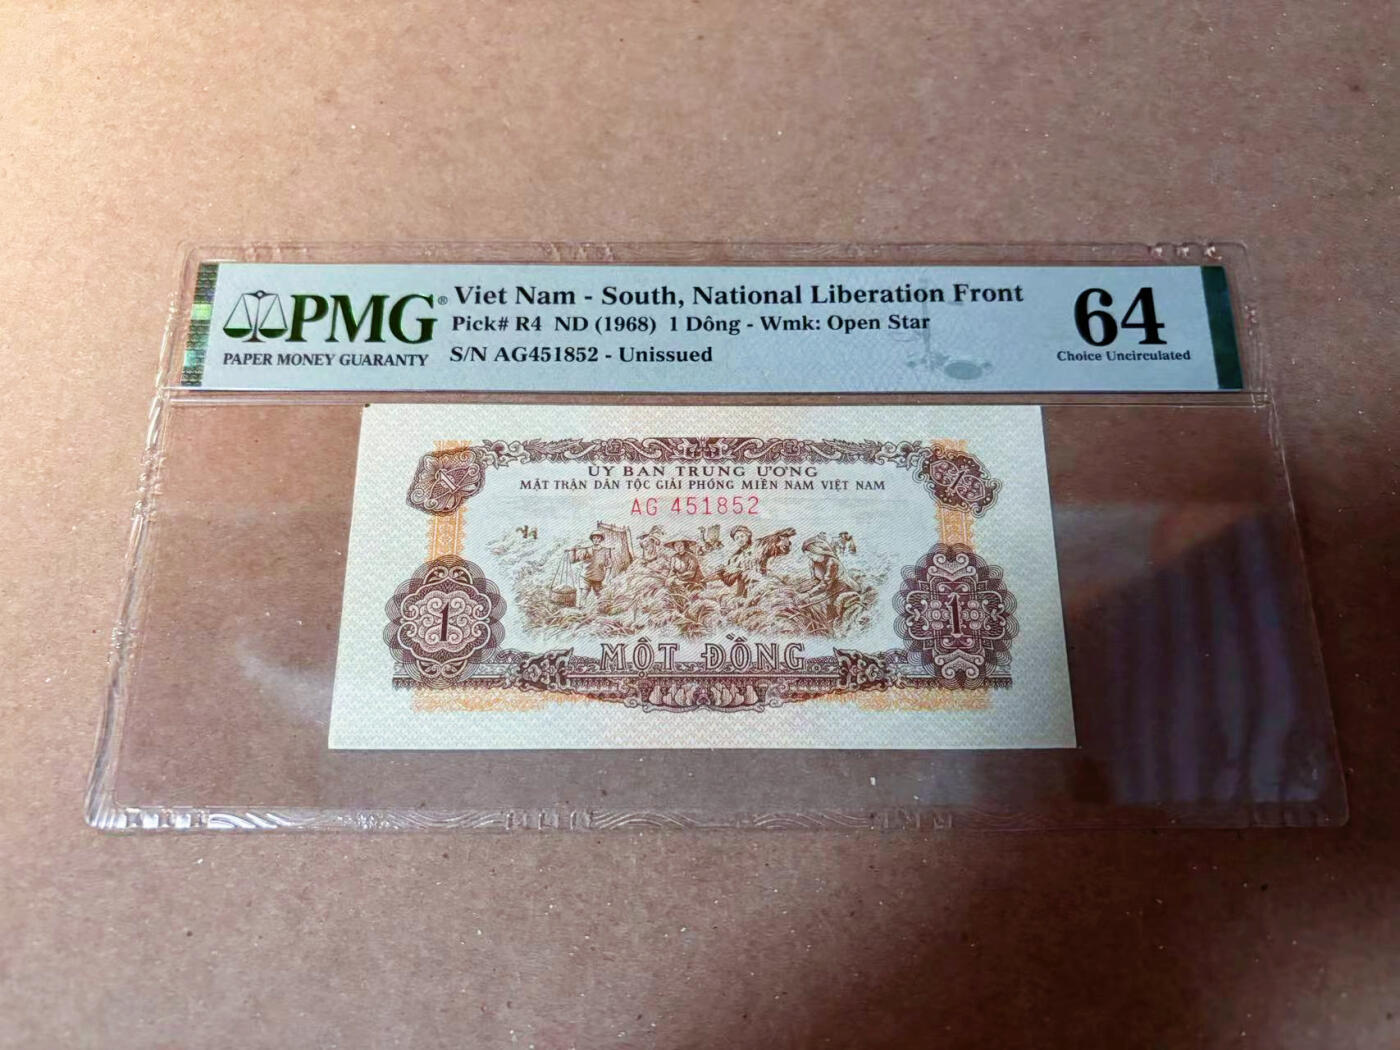 PMG®
PAPER MONEY GUARANTY
Viet Nam - South, National Liberation Front
Pick# R4 ND (1968) 1 Dông - Wmk: Open Star
S/N AG451852 - Unissued
64
Choice Uncirculated
ỦY BAN TRUNG ƯƠNG
MẶT TRẬN DÂN TỘC GIẢI PHÓNG MIỀN NAM VIỆT NAM
AG 451852
1
1
1
1
MỘT ĐỒNG